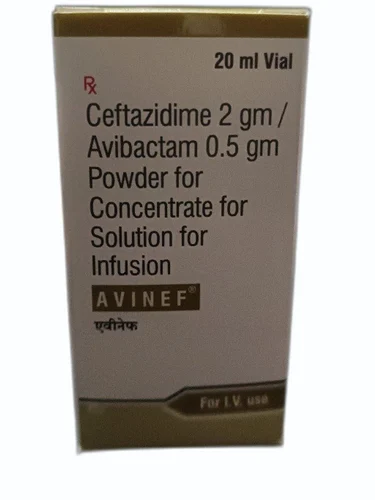 20 ml Vial
Rx
Ceftazidime 2 gm /
Avibactam 0.5 gm
Powder for
Concentrate for
Solution for
Infusion
AVINEF®
एवीनेफ
For I.V. use